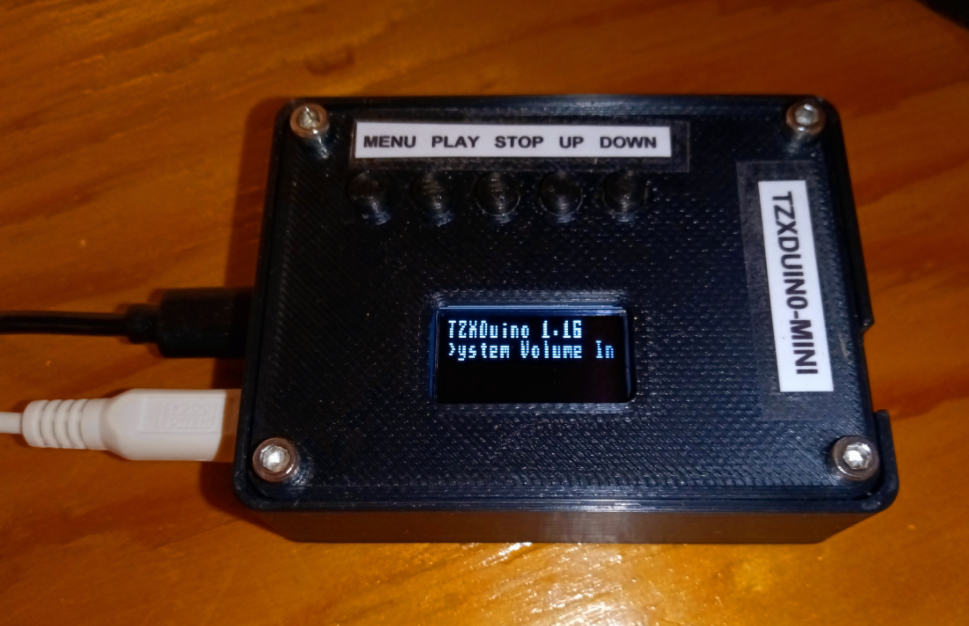 MENU PLAY STOP UP DOWN
TZXDUINO-MINI
TZXDuino 1.16
>ystem Volume In